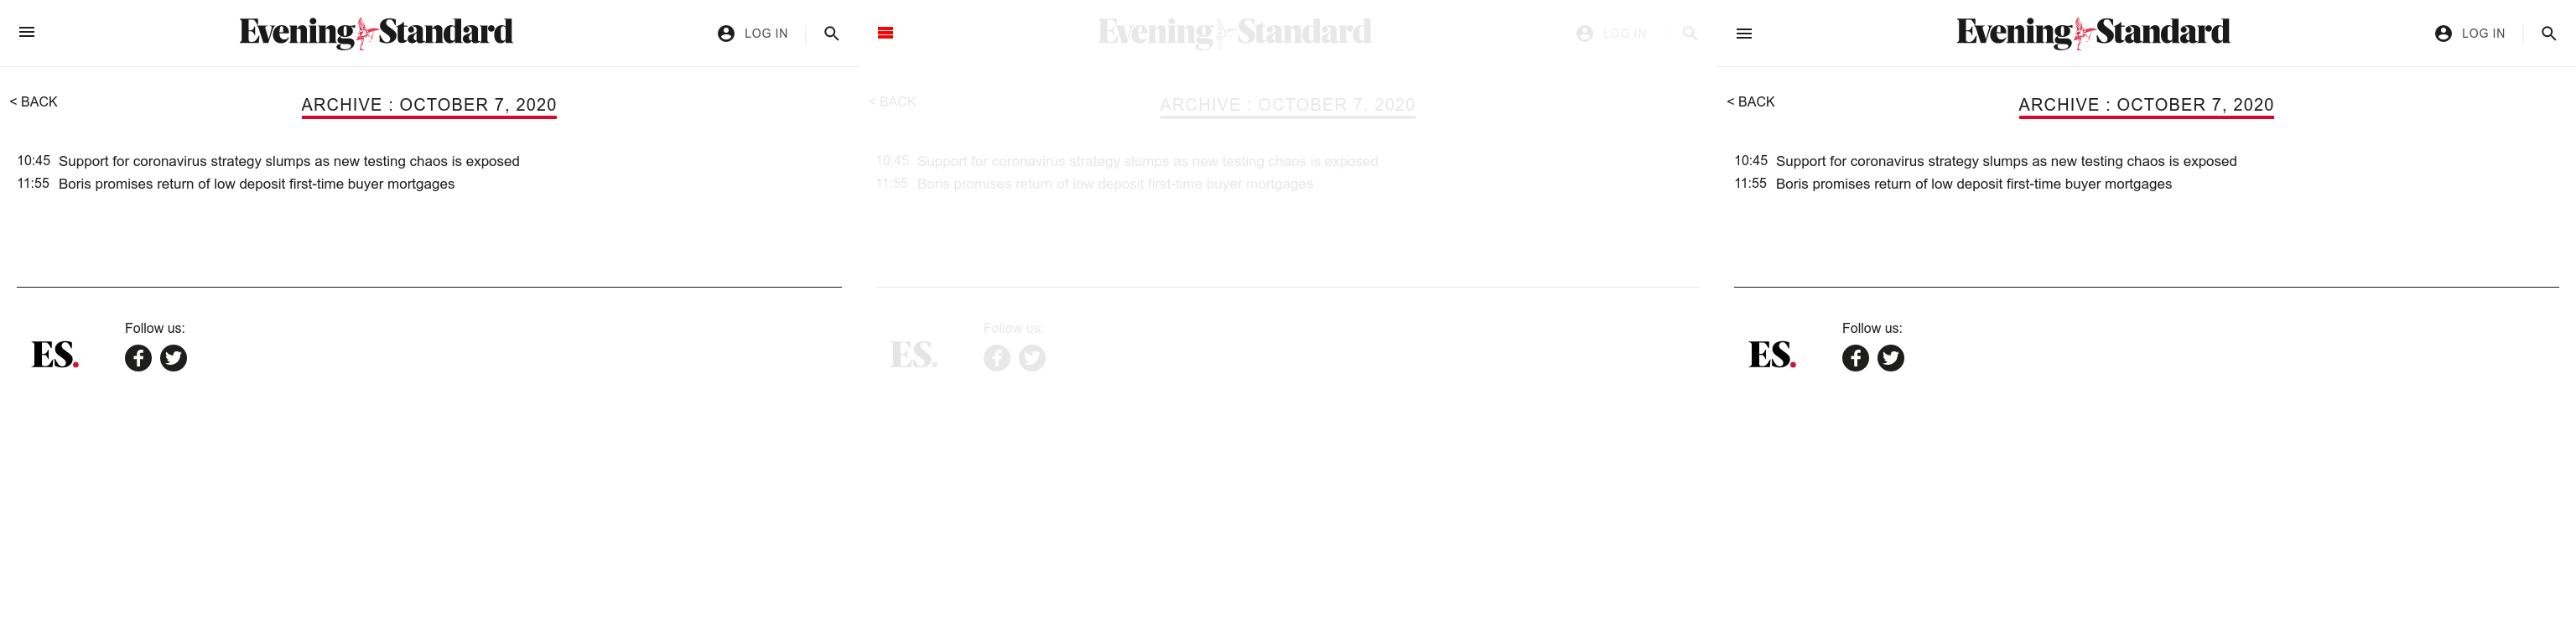 Evening Standard
LOG IN
< BACK
ARCHIVE : OCTOBER 7, 2020
10:45 Support for coronavirus strategy slumps as new testing chaos is exposed
11:55 Boris promises return of low deposit first-time buyer mortgages
Follow us:
ES.
Evening Standard
LOG IN
< BACK
ARCHIVE : OCTOBER 7, 2020
10:45 Support for coronavirus strategy slumps as new testing chaos is exposed
11:55 Boris promises return of low deposit first-time buyer mortgages
Follow us:
ES.
Evening Standard
LOG IN
< BACK
ARCHIVE : OCTOBER 7, 2020
10:45 Support for coronavirus strategy slumps as new testing chaos is exposed
11:55 Boris promises return of low deposit first-time buyer mortgages
Follow us:
ES.